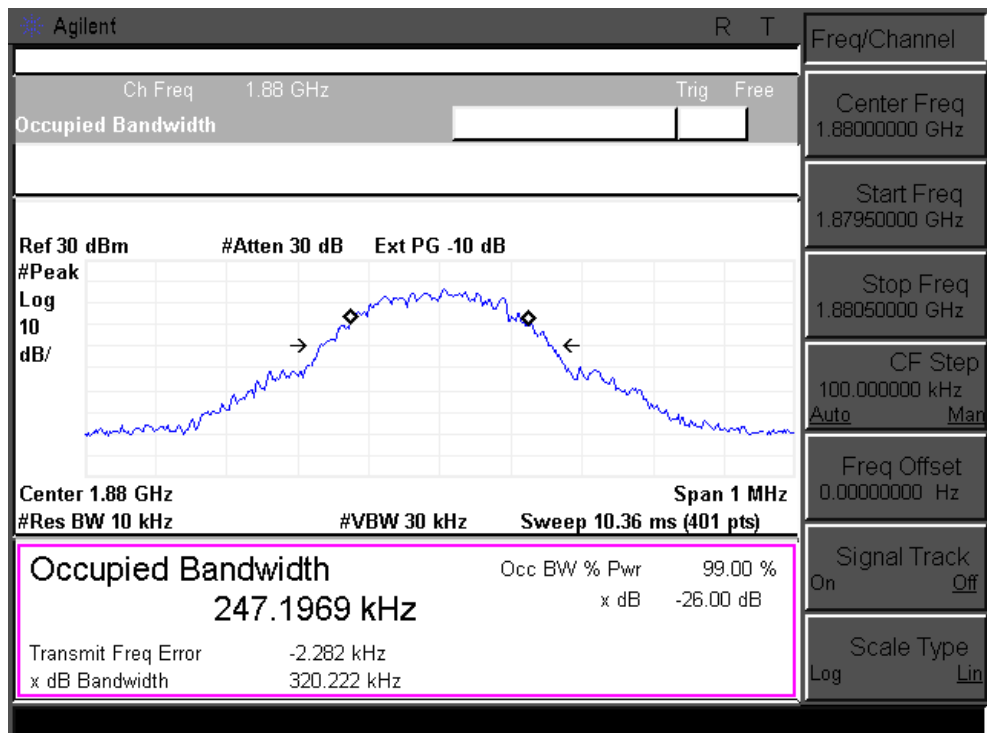 Agilent R T
Ch Freq 1.88 GHz Trig Free
Occupied Bandwidth
Ref 30 dBm #Atten 30 dB Ext PG -10 dB
#Peak
Log
10
dB/
Center 1.88 GHz Span 1 MHz
#Res BW 10 kHz #VBW 30 kHz Sweep 10.36 ms (401 pts)
Occupied Bandwidth
247.1969 kHz
Occ BW % Pwr 99.00 %
x dB -26.00 dB
Transmit Freq Error -2.282 kHz
x dB Bandwidth 320.222 kHz
Freq/Channel
Center Freq
1.88000000 GHz
Start Freq
1.87950000 GHz
Stop Freq
1.88050000 GHz
CF Step
100.000000 kHz
Auto Man
Freq Offset
0.00000000 Hz
Signal Track
On Off
Scale Type
Log Lin